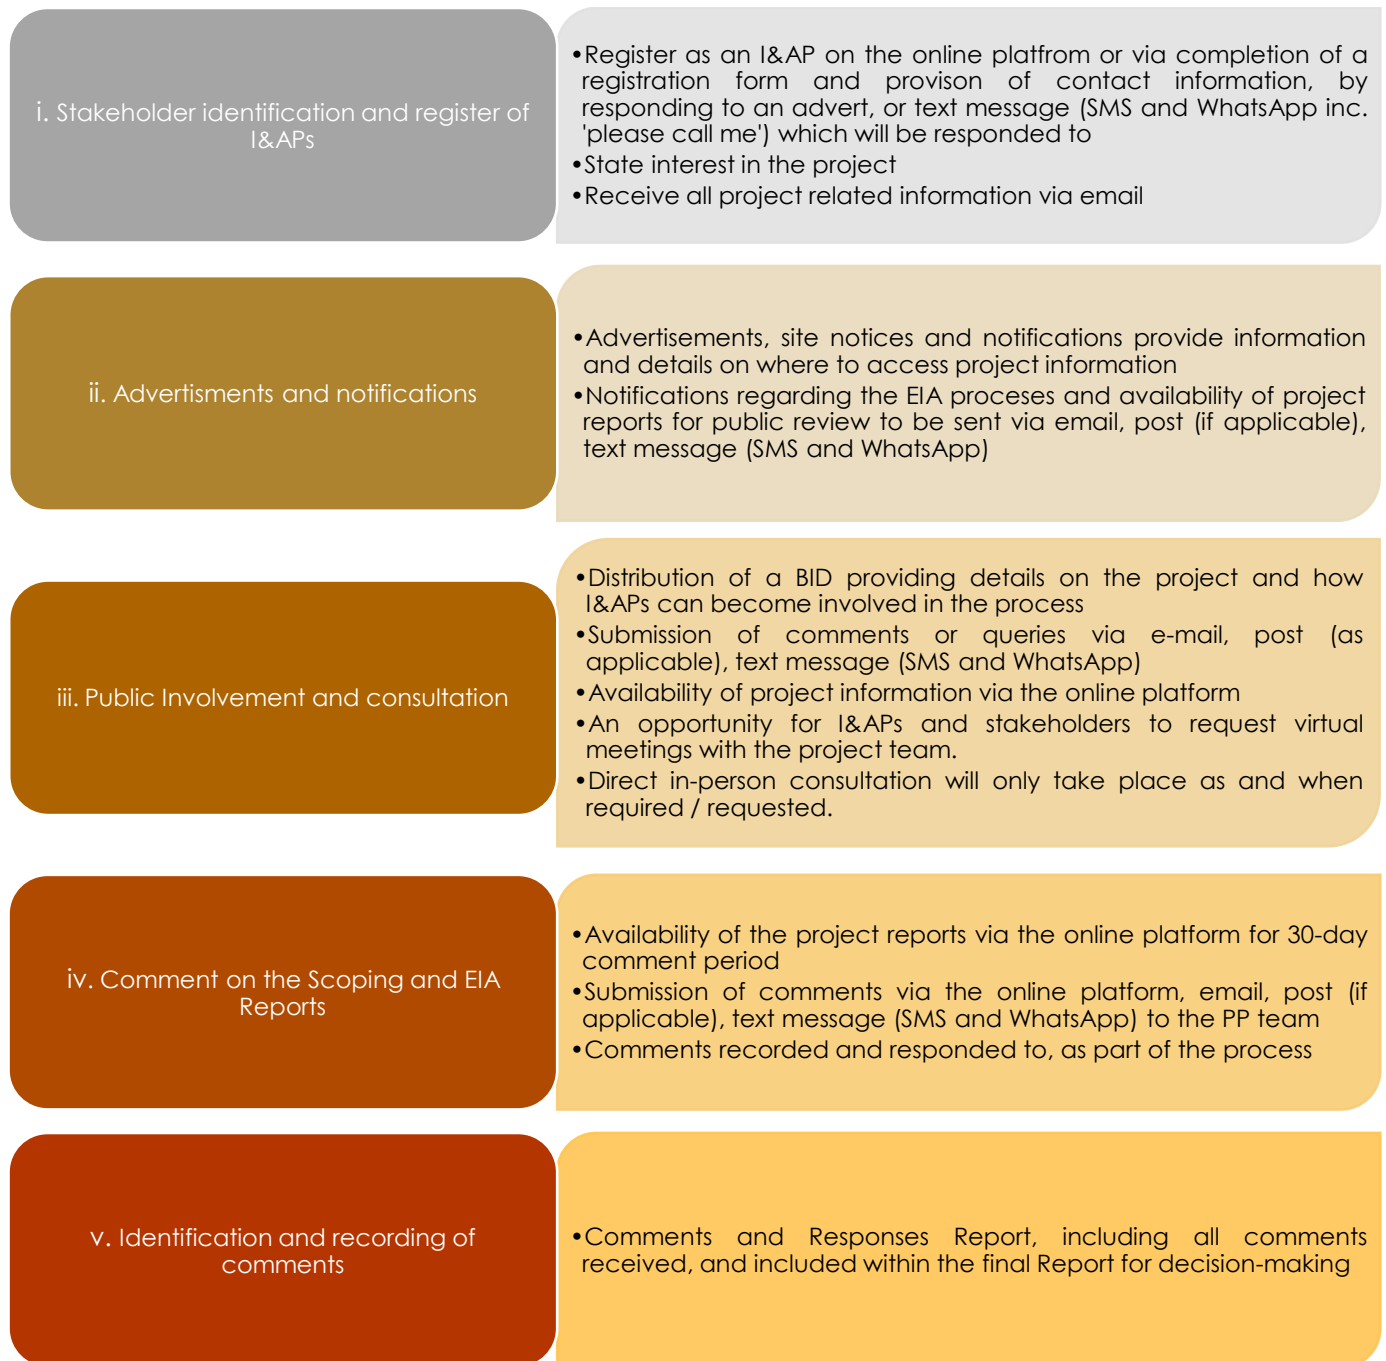 i. Stakeholder identification and register of
I&APs
•Register as an I&AP on the online platfrom or via completion of a
registration form and provison of contact information, by
responding to an advert, or text message (SMS and WhatsApp inc.
'please call me') which will be responded to
•State interest in the project
•Receive all project related information via email
ii. Advertisments and notifications
•Advertisements, site notices and notifications provide information
and details on where to access project information
•Notifications regarding the EIA proceses and availability of project
reports for public review to be sent via email, post (if applicable),
text message (SMS and WhatsApp)
iii. Public Involvement and consultation
•Distribution of a BID providing details on the project and how
I&APs can become involved in the process
•Submission of comments or queries via e-mail, post (as
applicable), text message (SMS and WhatsApp)
•Availability of project information via the online platform
•An opportunity for I&APs and stakeholders to request virtual
meetings with the project team.
•Direct in-person consultation will only take place as and when
required / requested.
iv. Comment on the Scoping and EIA
Reports
•Availability of the project reports via the online platform for 30-day
comment period
•Submission of comments via the online platform, email, post (if
applicable), text message (SMS and WhatsApp) to the PP team
•Comments recorded and responded to, as part of the process
v. Identification and recording of
comments
•Comments and Responses Report, including all comments
received, and included within the final Report for decision-making